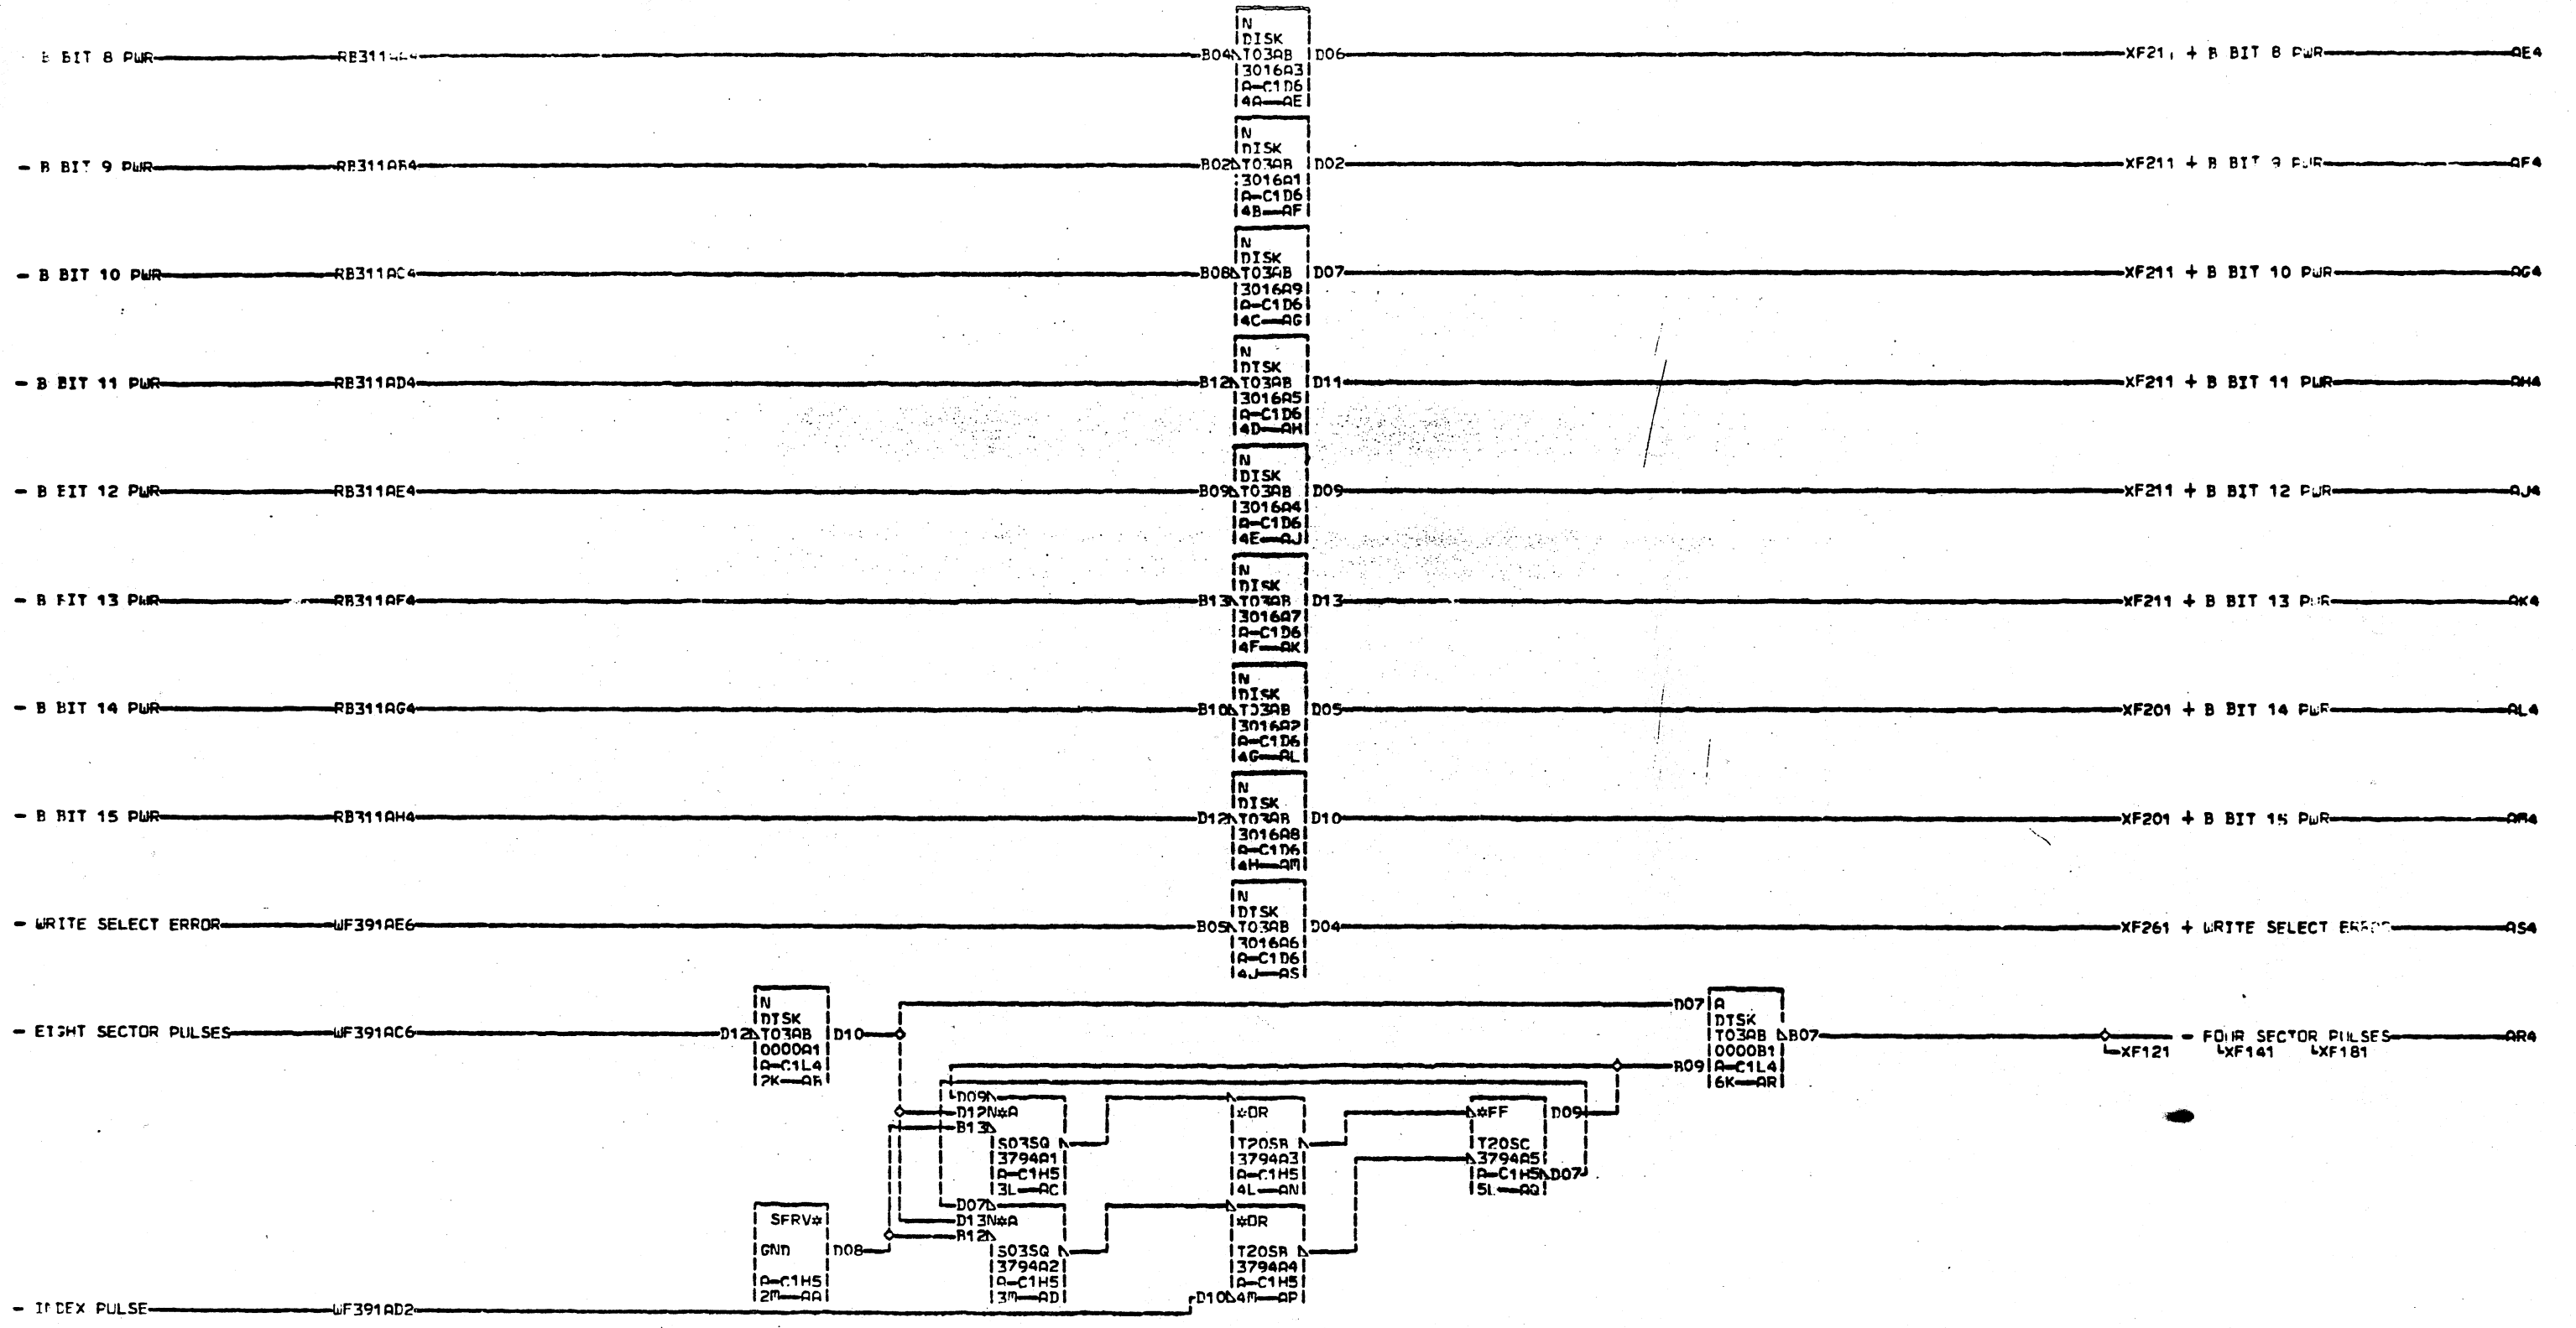 B BIT 8 PWR RB311 B04 N DISK T03AB 3016A3 A-C1D6 4A AE D06 XF21 + B BIT 8 PWR AE4
- B BIT 9 PWR RB311AB4 B02 N DISK T03AB 3016A1 A-C1D6 4B AF D02 XF211 + B BIT 9 PWR AF4
- B BIT 10 PWR RB311AC4 B08 N DISK T03AB 3016A9 A-C1D6 4C AG D07 XF211 + B BIT 10 PWR AG4
- B BIT 11 PWR RB311AD4 B12 N DISK T03AB 3016A5 A-C1D6 4D AH D11 XF211 + B BIT 11 PWR AH4
- B BIT 12 PWR RB311AE4 B09 N DISK T03AB 3016A4 A-C1D6 4E AJ D09 XF211 + B BIT 12 PWR AJ4
- B BIT 13 PWR RB311AF4 B13 N DISK T03AB 3016A7 A-C1D6 4F AK D13 XF211 + B BIT 13 PWR AK4
- B BIT 14 PWR RB311AG4 B10 N DISK T03AB 3016A2 A-C1D6 4G AL D05 XF201 + B BIT 14 PWR AL4
- B BIT 15 PWR RB311AH4 D12 N DISK T03AB 3016A8 A-C1D6 4H AM D10 XF201 + B BIT 15 PWR AM4
- WRITE SELECT ERROR WF391AE6 B05 N DISK T03AB 3016A6 A-C1D6 4J AS D04 XF261 + WRITE SELECT ERROR AS4
- EIGHT SECTOR PULSES WF391AC6 D12 N DISK T03AB 0000A1 A-C1L4 2K AB D10
D07 B09 A DISK T03AB 0000B1 A-C1L4 6K AR B07 - FOUR SECTOR PULSES AR4
XF121 XF141 XF181
D09 D12 B13 N*A S03SQ 3794A1 A-C1H5 3L AC
*OR T20SB 3794A3 A-C1H5 4L AN
*FF T20SC 3794A5 A-C1H5 5L AQ D09 D07
SERV* GND A-C1H5 2M AA D08
D07 D13 B12 N*A S03SQ 3794A2 A-C1H5 3M AD
*OR T20SB 3794A4 A-C1H5 D10 4M AP
- INDEX PULSE WF391AD2